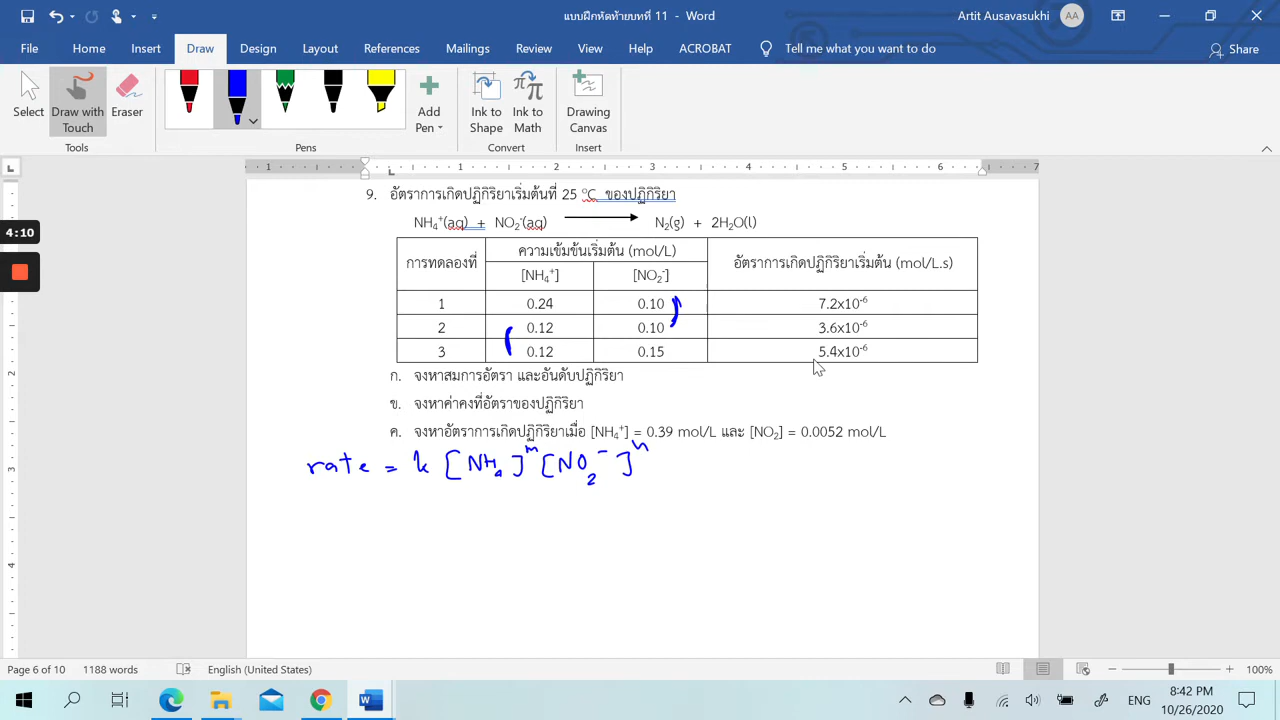 แบบฝึกหัดท้ายบทที่ 11 - Word
Artit Ausavasukhi AA
File Home Insert Draw Design Layout References Mailings Review View Help ACROBAT Tell me what you want to do Share
Select Draw with Touch Eraser Add Pen Ink to Shape Ink to Math Drawing Canvas
Tools Pens Convert Insert
1 1 2 3 4 5 6 7
4:10
9. อัตราการเกิดปฏิกิริยาเริ่มต้นที่ 25 °C ของปฏิกิริยา
NH₄⁺(aq) + NO₂⁻(aq) → N₂(g) + 2H₂O(l)
การทดลองที่ ความเข้มข้นเริ่มต้น (mol/L) อัตราการเกิดปฏิกิริยาเริ่มต้น (mol/L.s)
[NH₄⁺] [NO₂⁻]
1 0.24 0.10 7.2x10⁻⁶
2 0.12 0.10 3.6x10⁻⁶
3 0.12 0.15 5.4x10⁻⁶
ก. จงหาสมการอัตรา และอันดับปฏิกิริยา
ข. จงหาค่าคงที่อัตราของปฏิกิริยา
ค. จงหาอัตราการเกิดปฏิกิริยาเมื่อ [NH₄⁺] = 0.39 mol/L และ [NO₂] = 0.0052 mol/L
rate = k [NH₄]ᵐ [NO₂⁻]ⁿ
2
3
4
5
Page 6 of 10 1188 words English (United States) 100%
ENG 8:42 PM
10/26/2020